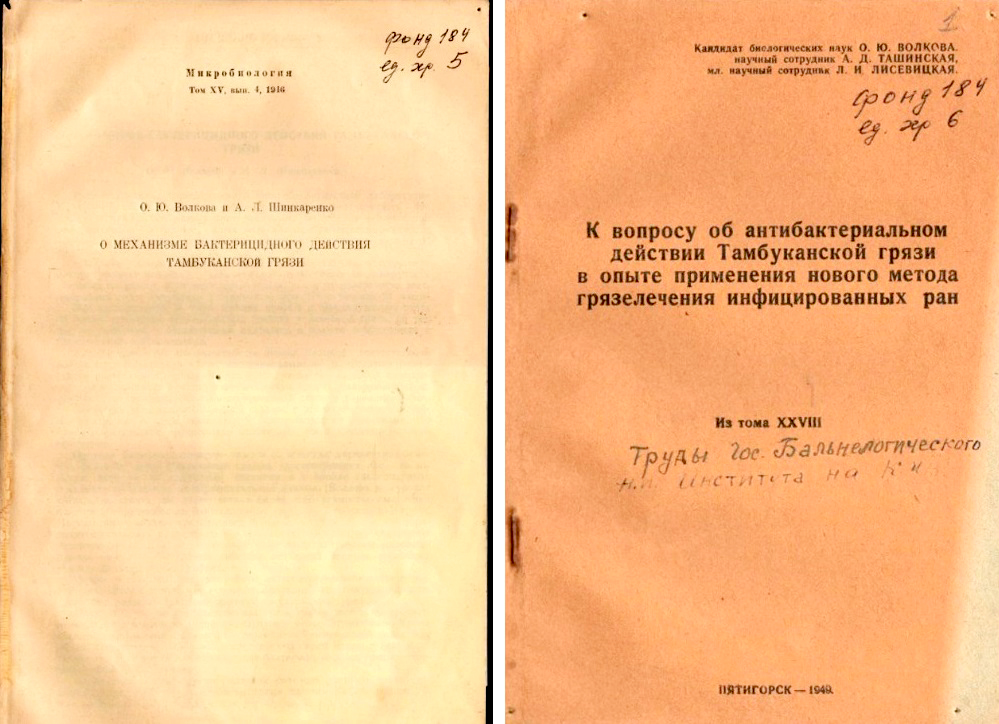 фонд 184
ед. хр. 5
Микробиология
Том XV, вып. 4, 1946
О. Ю. Волкова и А. Л. Шинкаренко
О МЕХАНИЗМЕ БАКТЕРИЦИДНОГО ДЕЙСТВИЯ
ТАМБУКАНСКОЙ ГРЯЗИ
1
Кандидат биологических наук О. Ю. ВОЛКОВА.
научный сотрудник А. Д. ТАШИНСКАЯ,
мл. научный сотрудник Л. И. ЛИСЕВИЦКАЯ.
фонд 184
ед. хр 6
К вопросу об антибактериальном
действии Тамбуканской грязи
в опыте применения нового метода
грязелечения инфицированных ран
Из тома XXVIII
Труды Гос. Бальнелогического
н.и. Института на
ПЯТИГОРСК — 1949.